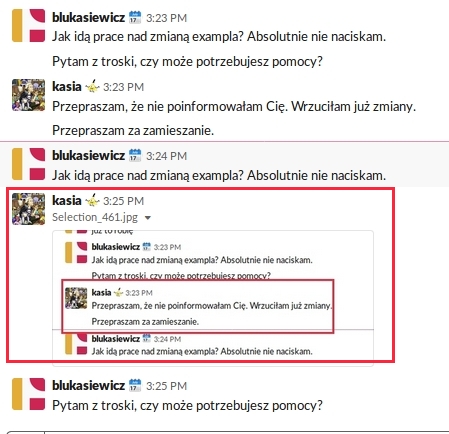 blukasiewicz 3:23 PM
Jak idą prace nad zmianą exampla? Absolutnie nie naciskam.
Pytam z troski, czy może potrzebujesz pomocy?
kasia 3:23 PM
Przepraszam, że nie poinformowałam Cię. Wrzuciłam już zmiany.
Przepraszam za zamieszanie.
blukasiewicz 3:24 PM
Jak idą prace nad zmianą exampla? Absolutnie nie naciskam.
kasia 3:25 PM
Selection_461.jpg
już to robię
blukasiewicz 3:23 PM
Jak idą prace nad zmianą exampla? Absolutnie nie naciskam.
Pytam z troski, czy może potrzebujesz pomocy?
kasia 3:23 PM
Przepraszam, że nie poinformowałam Cię. Wrzuciłam już zmiany.
Przepraszam za zamieszanie.
blukasiewicz 3:24 PM
Jak idą prace nad zmianą exampla? Absolutnie nie naciskam.
blukasiewicz 3:25 PM
Pytam z troski, czy może potrzebujesz pomocy?